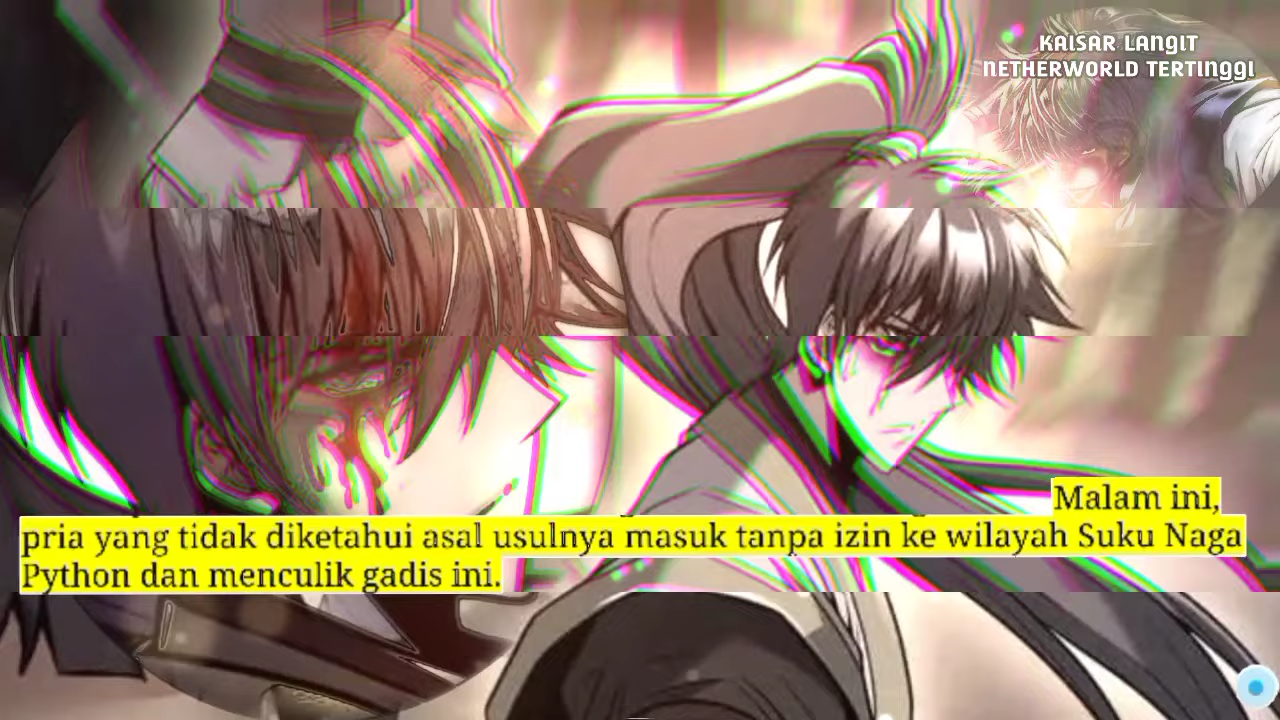 KAISAR LANGIT
NETHERWORLD TERTINGGI
Malam ini,
pria yang tidak diketahui asal usulnya masuk tanpa izin ke wilayah Suku Naga
Python dan menculik gadis ini.